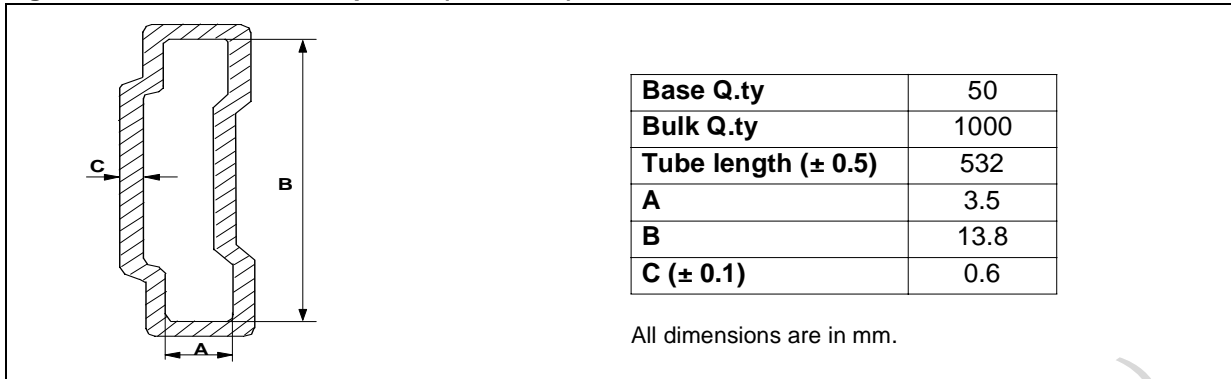 C
B
A
Base Q.ty 50
Bulk Q.ty 1000
Tube length (± 0.5) 532
A 3.5
B 13.8
C (± 0.1) 0.6
All dimensions are in mm.